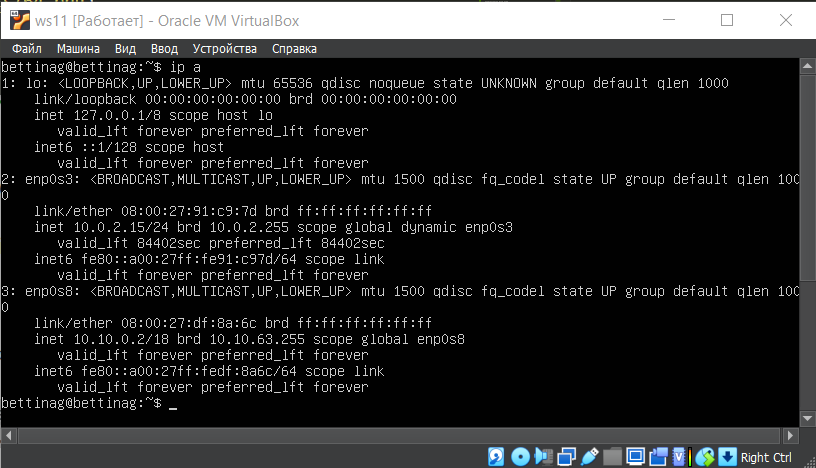 ws11 [Работает] - Oracle VM VirtualBox
Файл Машина Вид Ввод Устройства Справка
bettinag@bettinag:~$ ip a
1: lo: <LOOPBACK,UP,LOWER_UP> mtu 65536 qdisc noqueue state UNKNOWN group default qlen 1000
    link/loopback 00:00:00:00:00:00 brd 00:00:00:00:00:00
    inet 127.0.0.1/8 scope host lo
       valid_lft forever preferred_lft forever
    inet6 ::1/128 scope host
       valid_lft forever preferred_lft forever
2: enp0s3: <BROADCAST,MULTICAST,UP,LOWER_UP> mtu 1500 qdisc fq_codel state UP group default qlen 100
0
    link/ether 08:00:27:91:c9:7d brd ff:ff:ff:ff:ff:ff
    inet 10.0.2.15/24 brd 10.0.2.255 scope global dynamic enp0s3
       valid_lft 84402sec preferred_lft 84402sec
    inet6 fe80::a00:27ff:fe91:c97d/64 scope link
       valid_lft forever preferred_lft forever
3: enp0s8: <BROADCAST,MULTICAST,UP,LOWER_UP> mtu 1500 qdisc fq_codel state UP group default qlen 100
0
    link/ether 08:00:27:df:8a:6c brd ff:ff:ff:ff:ff:ff
    inet 10.10.0.2/18 brd 10.10.63.255 scope global enp0s8
       valid_lft forever preferred_lft forever
    inet6 fe80::a00:27ff:fedf:8a6c/64 scope link
       valid_lft forever preferred_lft forever
bettinag@bettinag:~$ _
Right Ctrl